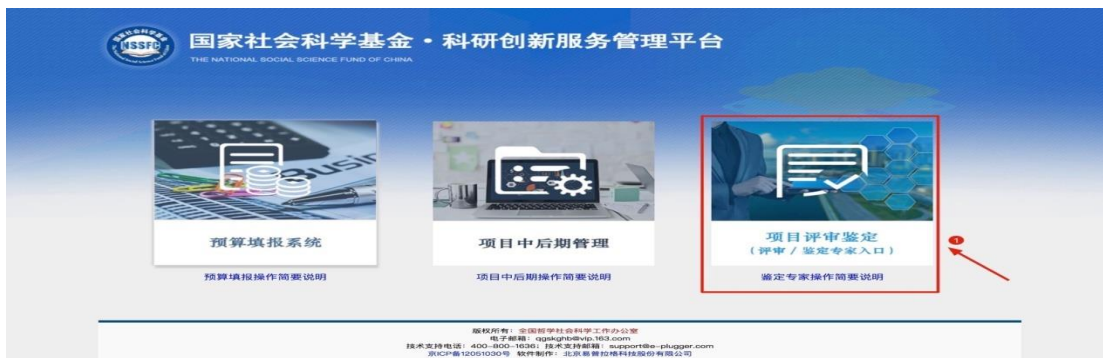 NSSFC
国家社会科学基金・科研创新服务管理平台
THE NATIONAL SOCIAL SCIENCE FUND OF CHINA
预算填报系统
项目中后期管理
项目评审鉴定
（评审 / 鉴定专家入口）
1
预算填报操作简要说明
项目中后期操作简要说明
鉴定专家操作简要说明
版权所有：全国哲学社会科学工作办公室
电子邮箱：qgskghb@vip.163.com
技术支持电话：400-800-1636；技术支持邮箱：support@e-plugger.com
京ICP备12051030号 软件制作：北京易普拉格科技股份有限公司